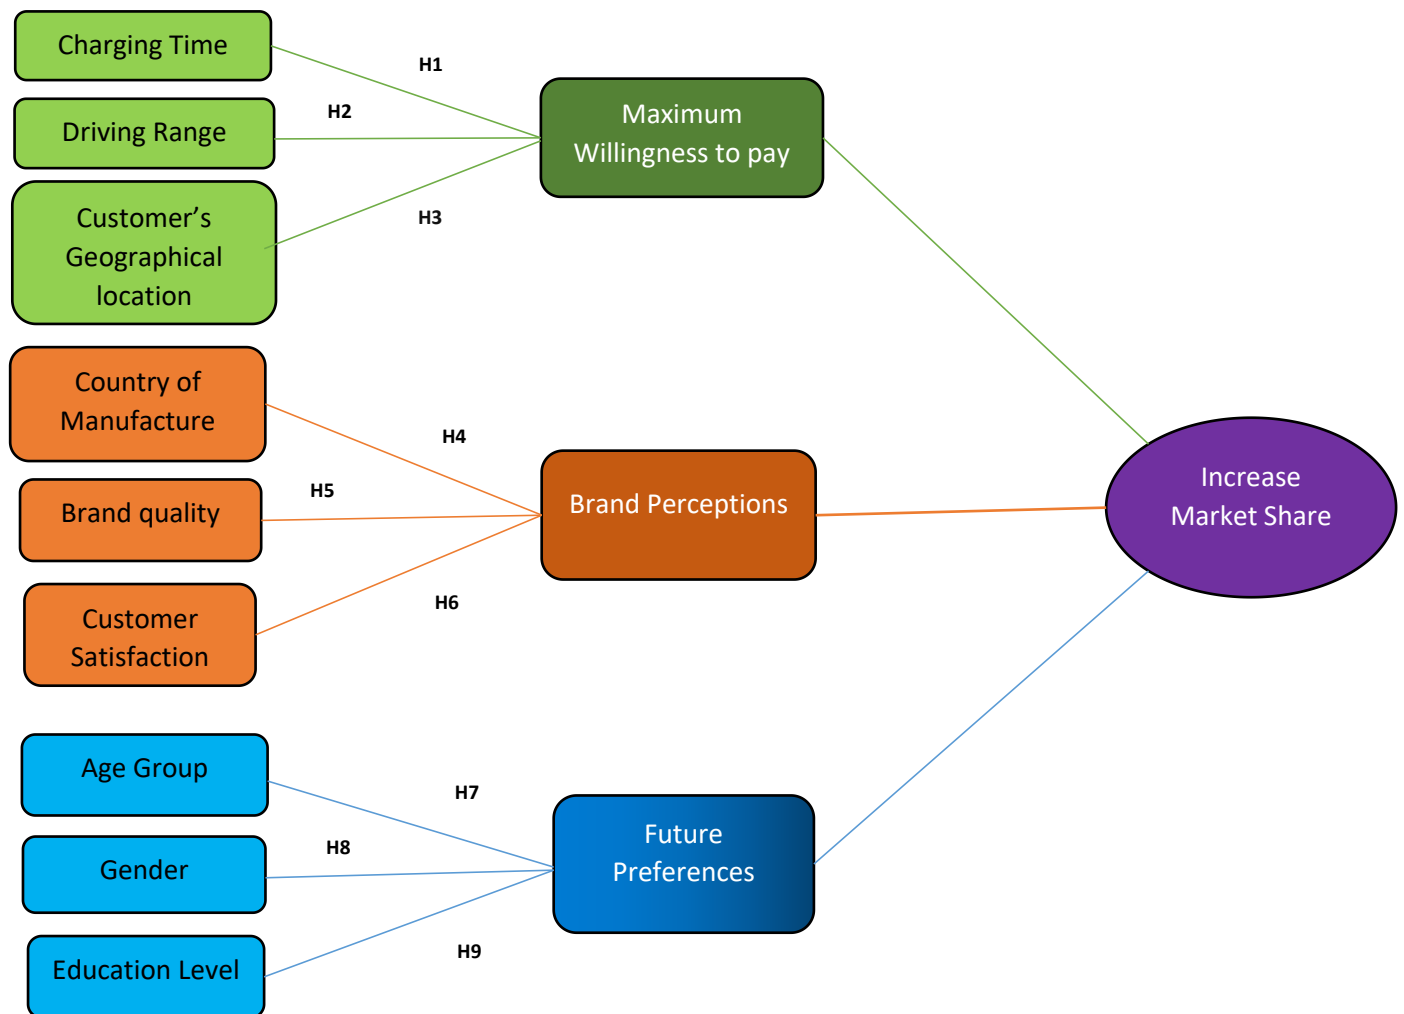 Charging Time
H1
Driving Range
H2
Customer’s
Geographical
location
H3
Maximum
Willingness to pay
Country of
Manufacture
H4
Brand quality
H5
Customer
Satisfaction
H6
Brand Perceptions
Increase
Market Share
Age Group
H7
Gender
H8
Education Level
H9
Future
Preferences